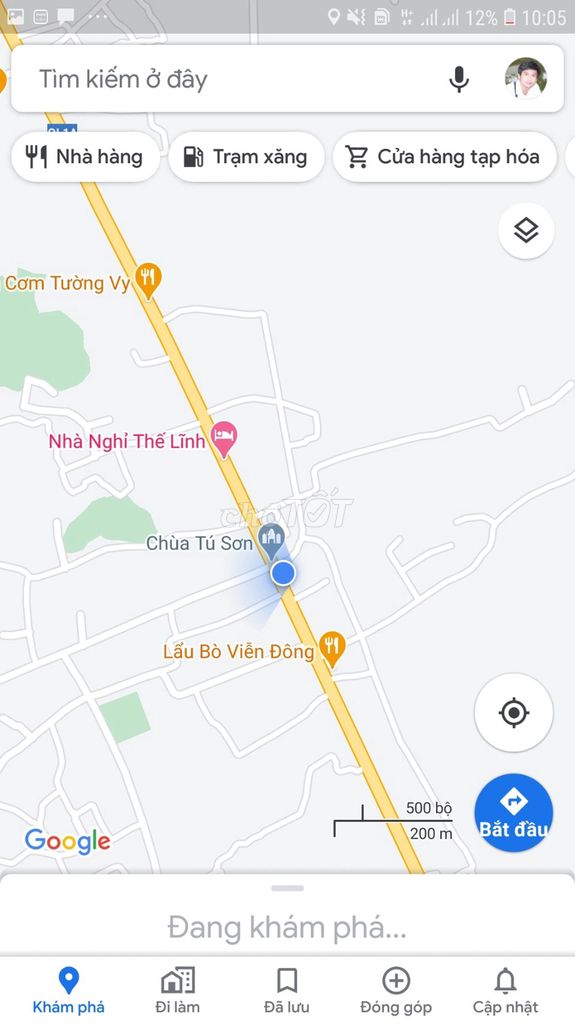 12% 10:05
Tìm kiếm ở đây
Nhà hàng
Trạm xăng
Cửa hàng tạp hóa
Cơm Tường Vy
Nhà Nghỉ Thế Lĩnh
chợTỐT
Chùa Tú Sơn
Lẩu Bò Viễn Đông
500 bộ
200 m
Bắt đầu
Google
Đang khám phá...
Khám phá
Đi làm
Đã lưu
Đóng góp
Cập nhật